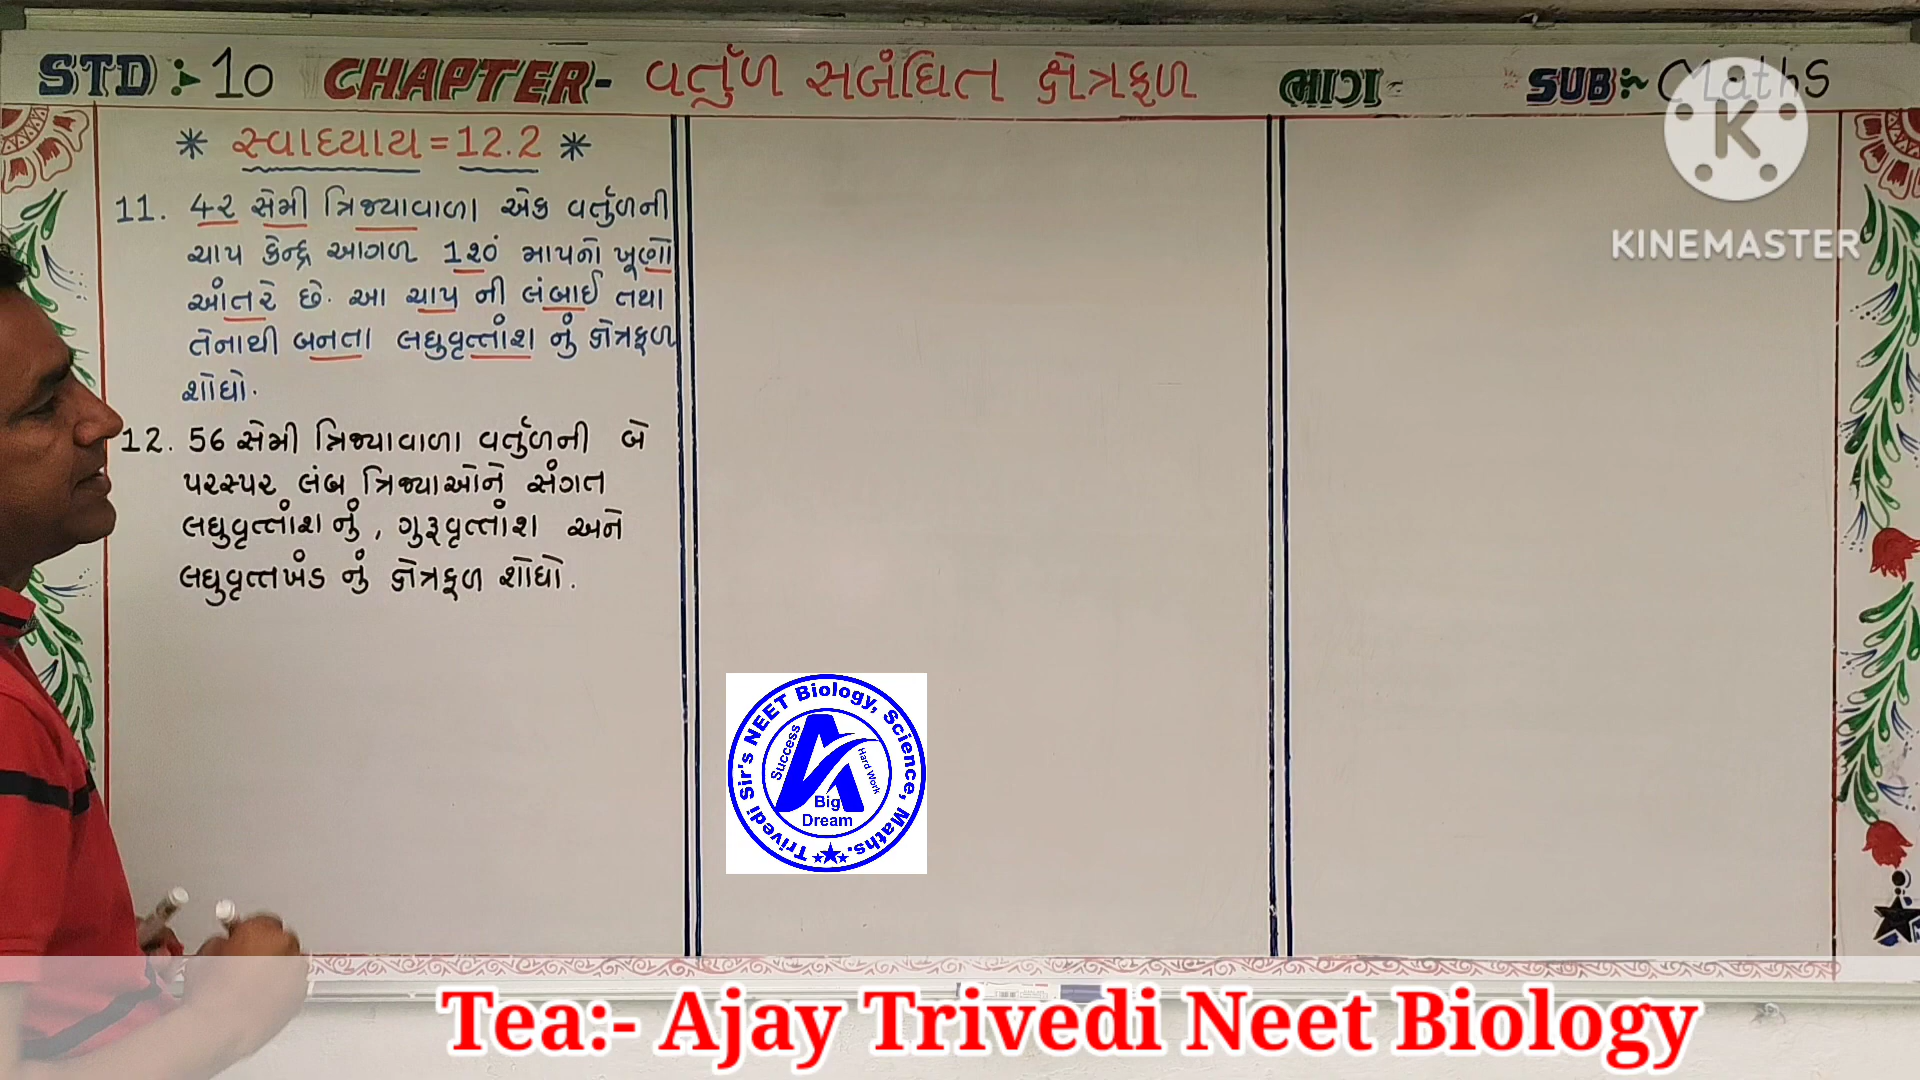 STD :- 10 CHAPTER- વર્તુળ સબંધિત ક્ષેત્રફળ ભાગ - SUB:- Maths
* સ્વાધ્યાય = 12.2 *
11. 42 સેમી ત્રિજ્યાવાળા એક વર્તુળની
ચાપ કેન્દ્ર આગળ 120° માપનો ખૂણો
આંતરે છે. આ ચાપ ની લંબાઈ તથા
તેનાથી બનતા લઘુવૃત્તાંશ નું ક્ષેત્રફળ
શોધો.
12. 56 સેમી ત્રિજ્યાવાળા વર્તુળની બે
પરસ્પર લંબ ત્રિજ્યાઓને સંગત
લઘુવૃત્તાંશ નું, ગુરૂવૃત્તાંશ અને
લઘુવૃત્તખંડ નું ક્ષેત્રફળ શોધો.
K
KINEMASTER
Trivedi Sir's NEET Biology, Science, Maths.
Success
Hard Work
Big
Dream
Tea:- Ajay Trivedi Neet Biology